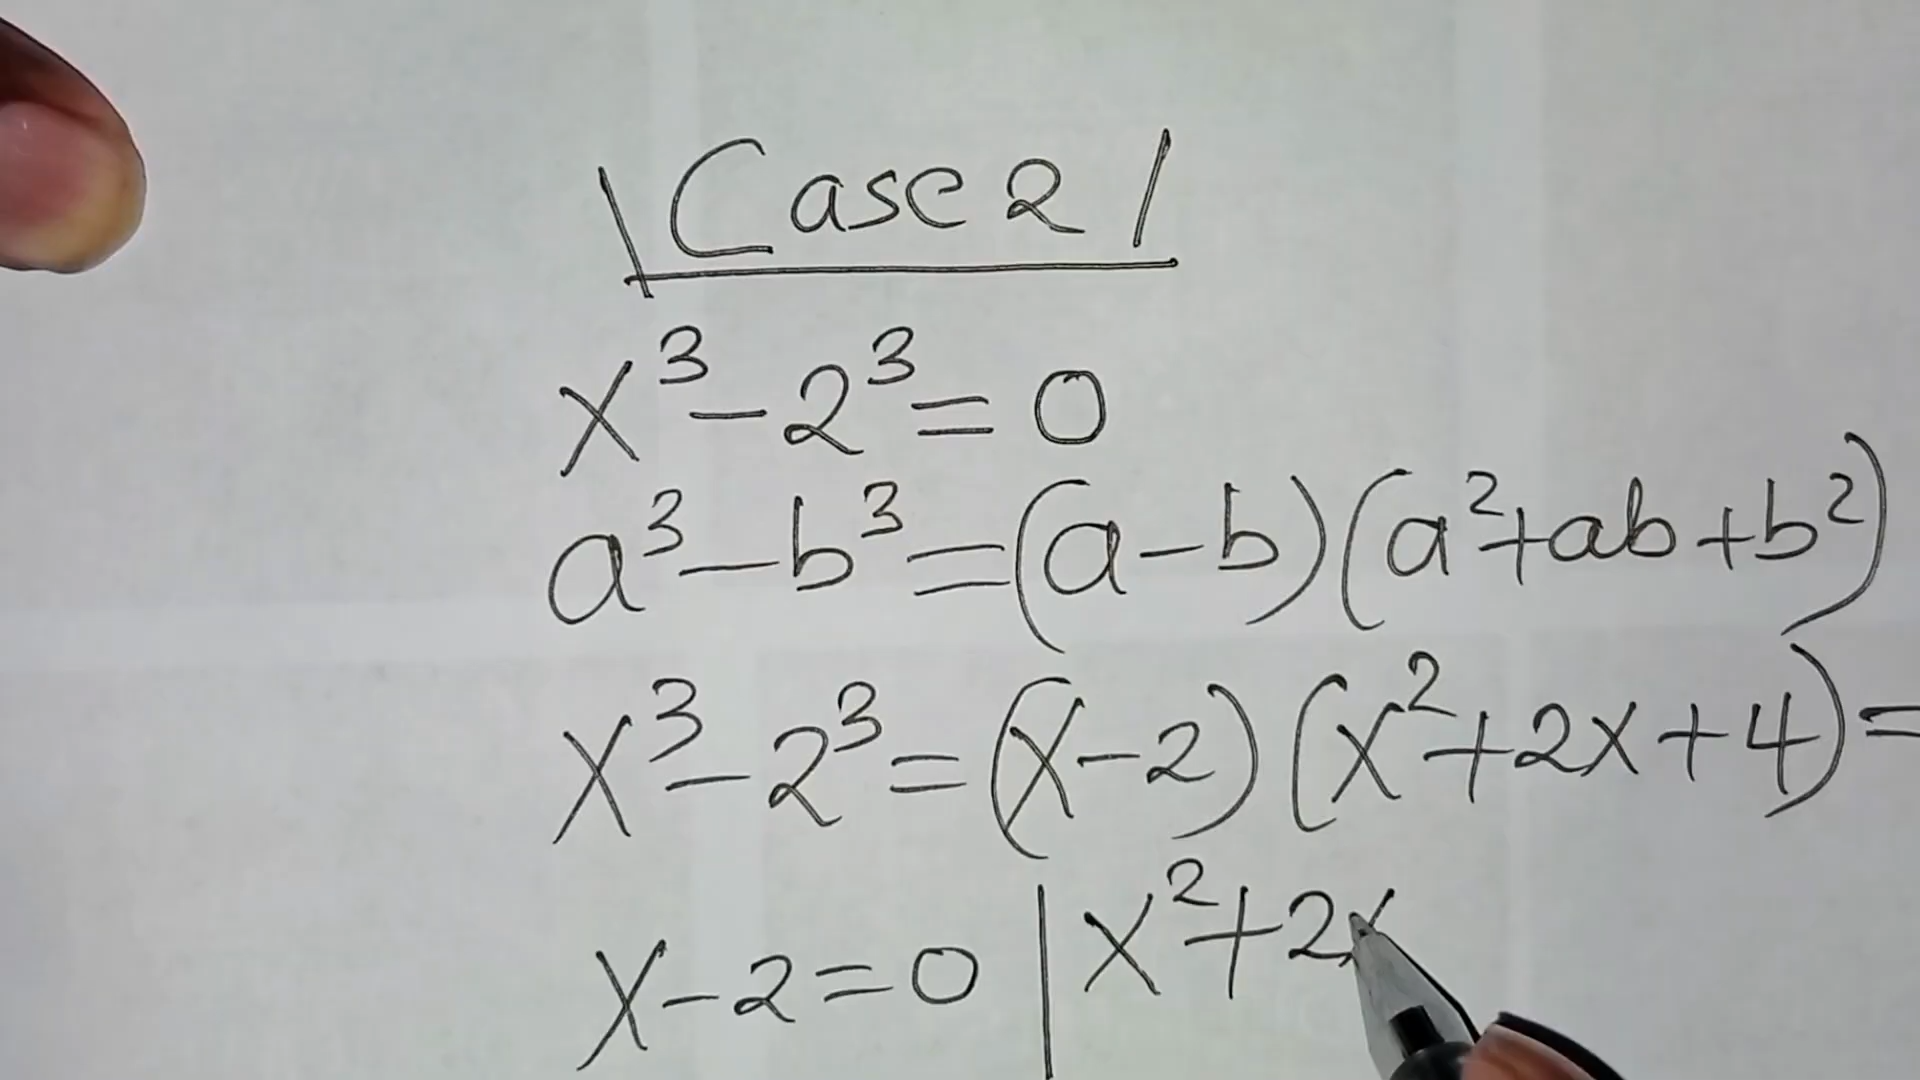 Case 2
x³-2³=0
a³-b³=(a-b)(a²+ab+b²)
x³-2³=(x-2)(x²+2x+4)=
x-2=0 | x²+2x